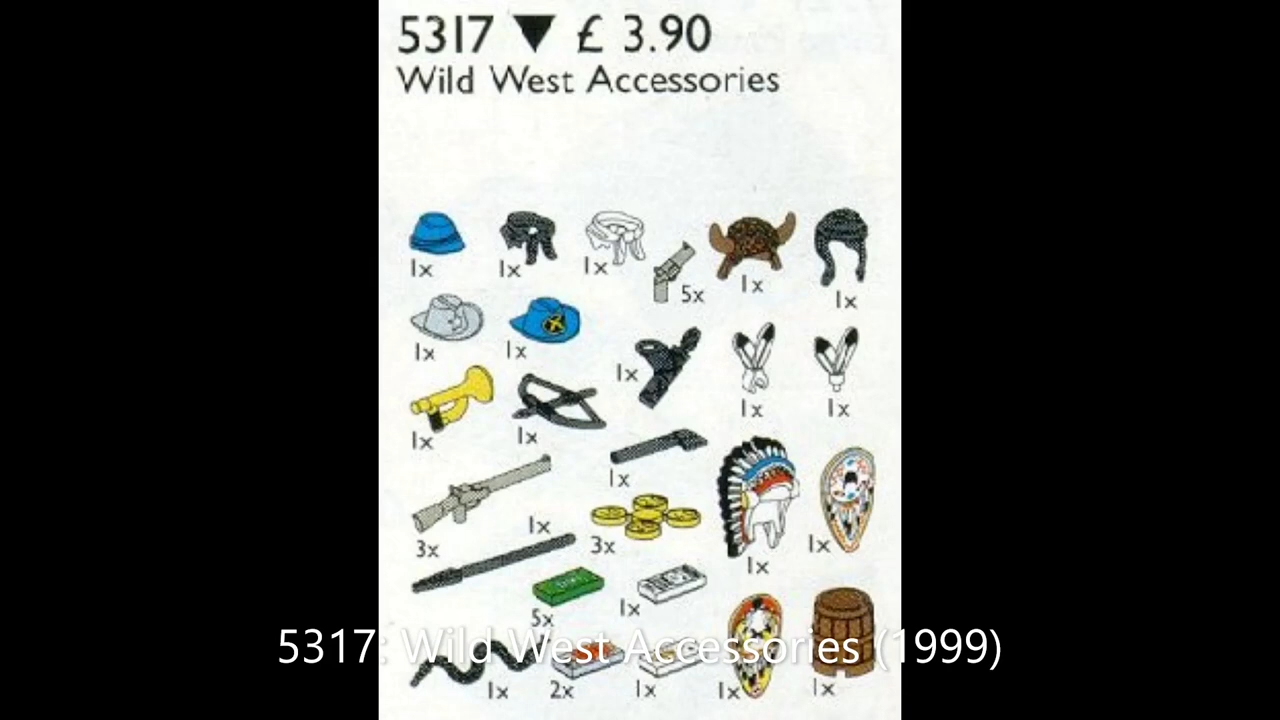 5317 ▼ £ 3.90
Wild West Accessories
1x
1x
1x
5x
1x
1x
1x
1x
1x
1x
1x
1x
1x
1x
3x
1x
3x
1x
1x
5x
1x
1x
2x
1x
1x
1x
5317: Wild West Accessories (1999)